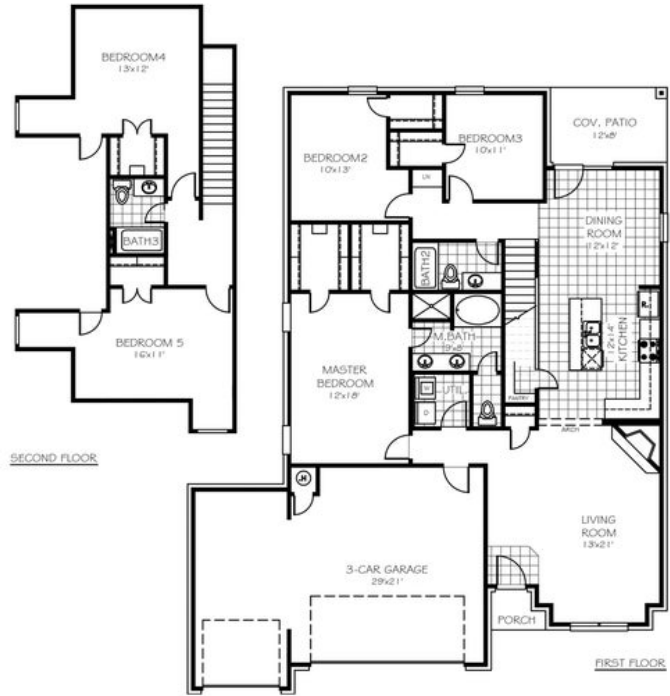 BEDROOM4
13'x12'
BATH3
BEDROOM 5
16'x11'
SECOND FLOOR
COV. PATIO
12'x8'
BEDROOM3
10'x11'
BEDROOM2
10'x13'
LN
DINING
ROOM
12'x12'
BATH2
R.
12'x14'
KITCHEN
M.BATH
9'x8'
MASTER
BEDROOM
12'x18'
UTIL
W
D
PANTRY
ARCH
LIVING
ROOM
13'x21'
H
3-CAR GARAGE
29'x21'
PORCH
FIRST FLOOR